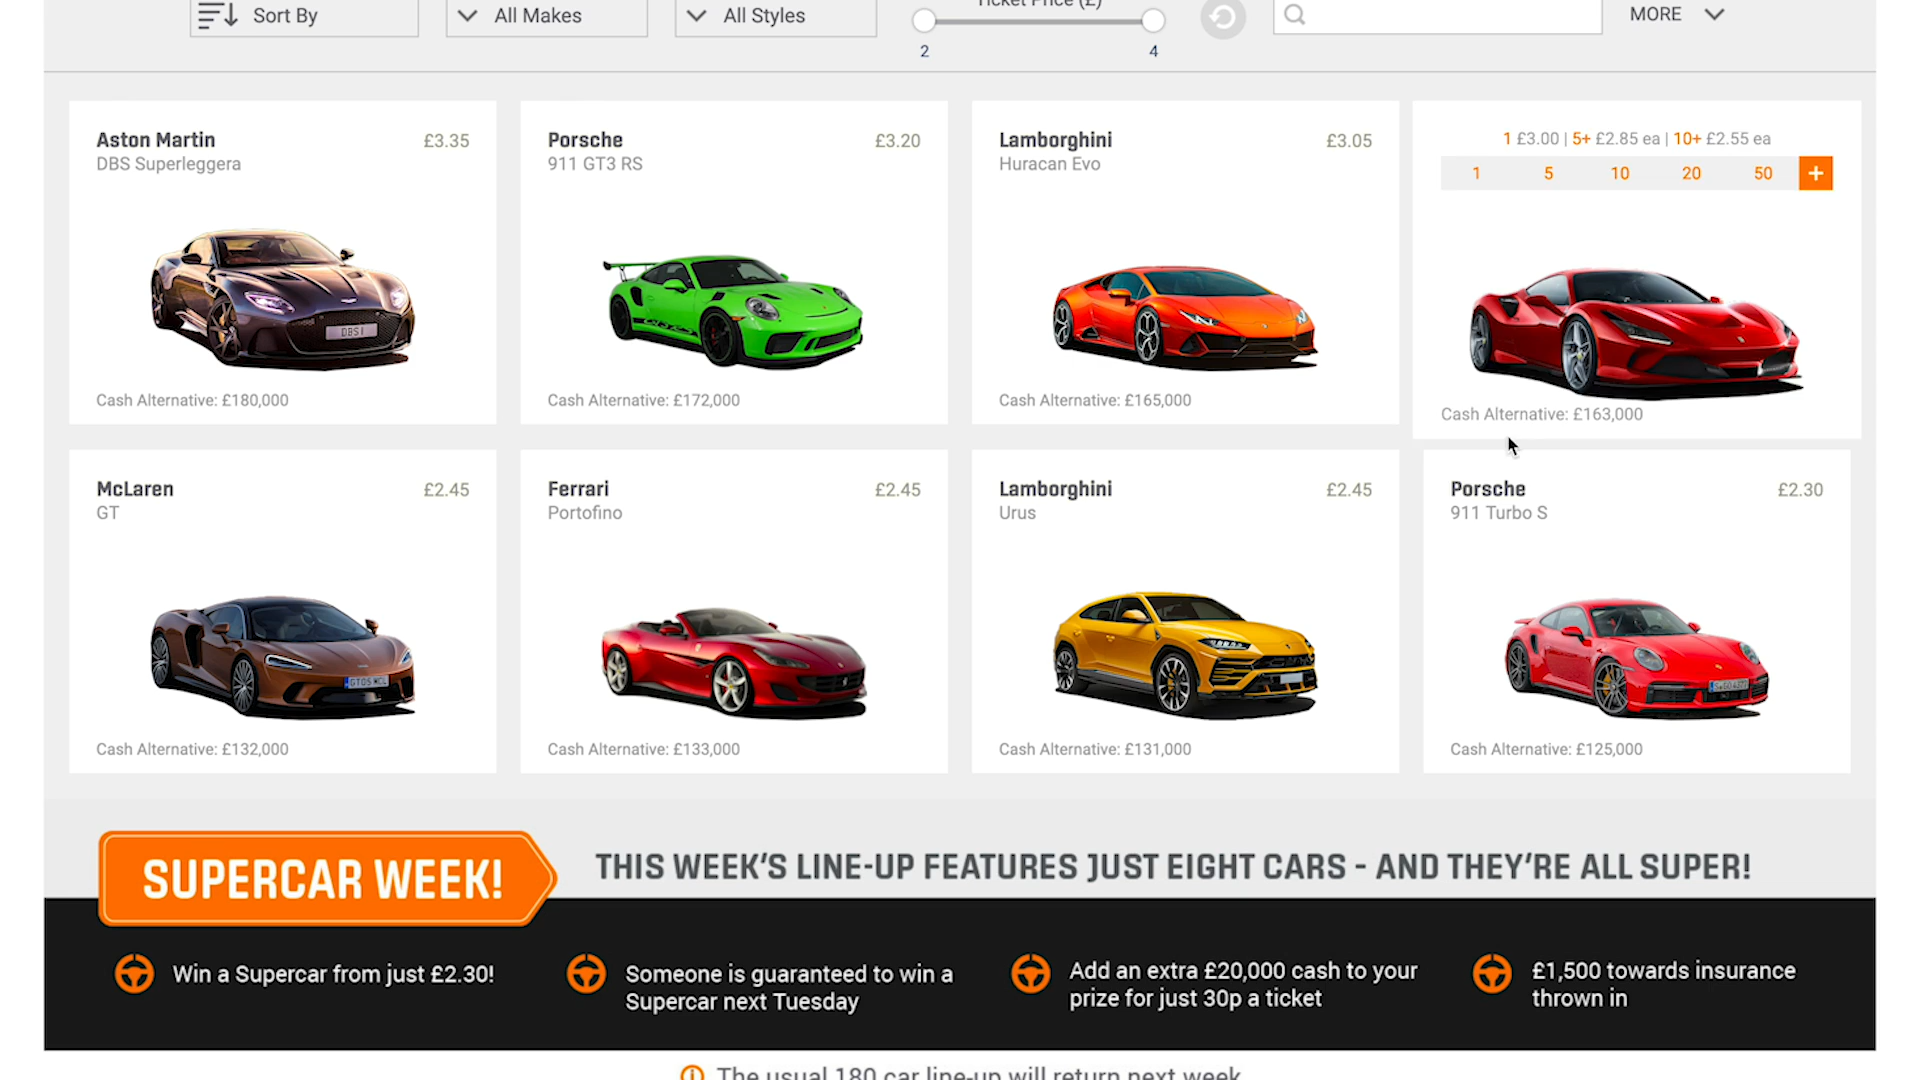 Sort By
All Makes
All Styles
Ticket Price (£)
2
4
MORE
Aston Martin
£3.35
DBS Superleggera
DBS 1
Cash Alternative: £180,000
Porsche
£3.20
911 GT3 RS
Cash Alternative: £172,000
Lamborghini
£3.05
Huracan Evo
Cash Alternative: £165,000
1 £3.00 | 5+ £2.85 ea | 10+ £2.55 ea
1 5 10 20 50 +
Cash Alternative: £163,000
McLaren
£2.45
GT
GT05 MCL
Cash Alternative: £132,000
Ferrari
£2.45
Portofino
Cash Alternative: £133,000
Lamborghini
£2.45
Urus
Cash Alternative: £131,000
Porsche
£2.30
911 Turbo S
Cash Alternative: £125,000
SUPERCAR WEEK!
THIS WEEK'S LINE-UP FEATURES JUST EIGHT CARS - AND THEY'RE ALL SUPER!
Win a Supercar from just £2.30!
Someone is guaranteed to win a
Supercar next Tuesday
Add an extra £20,000 cash to your
prize for just 30p a ticket
£1,500 towards insurance
thrown in
The usual 180 car line-up will return next week